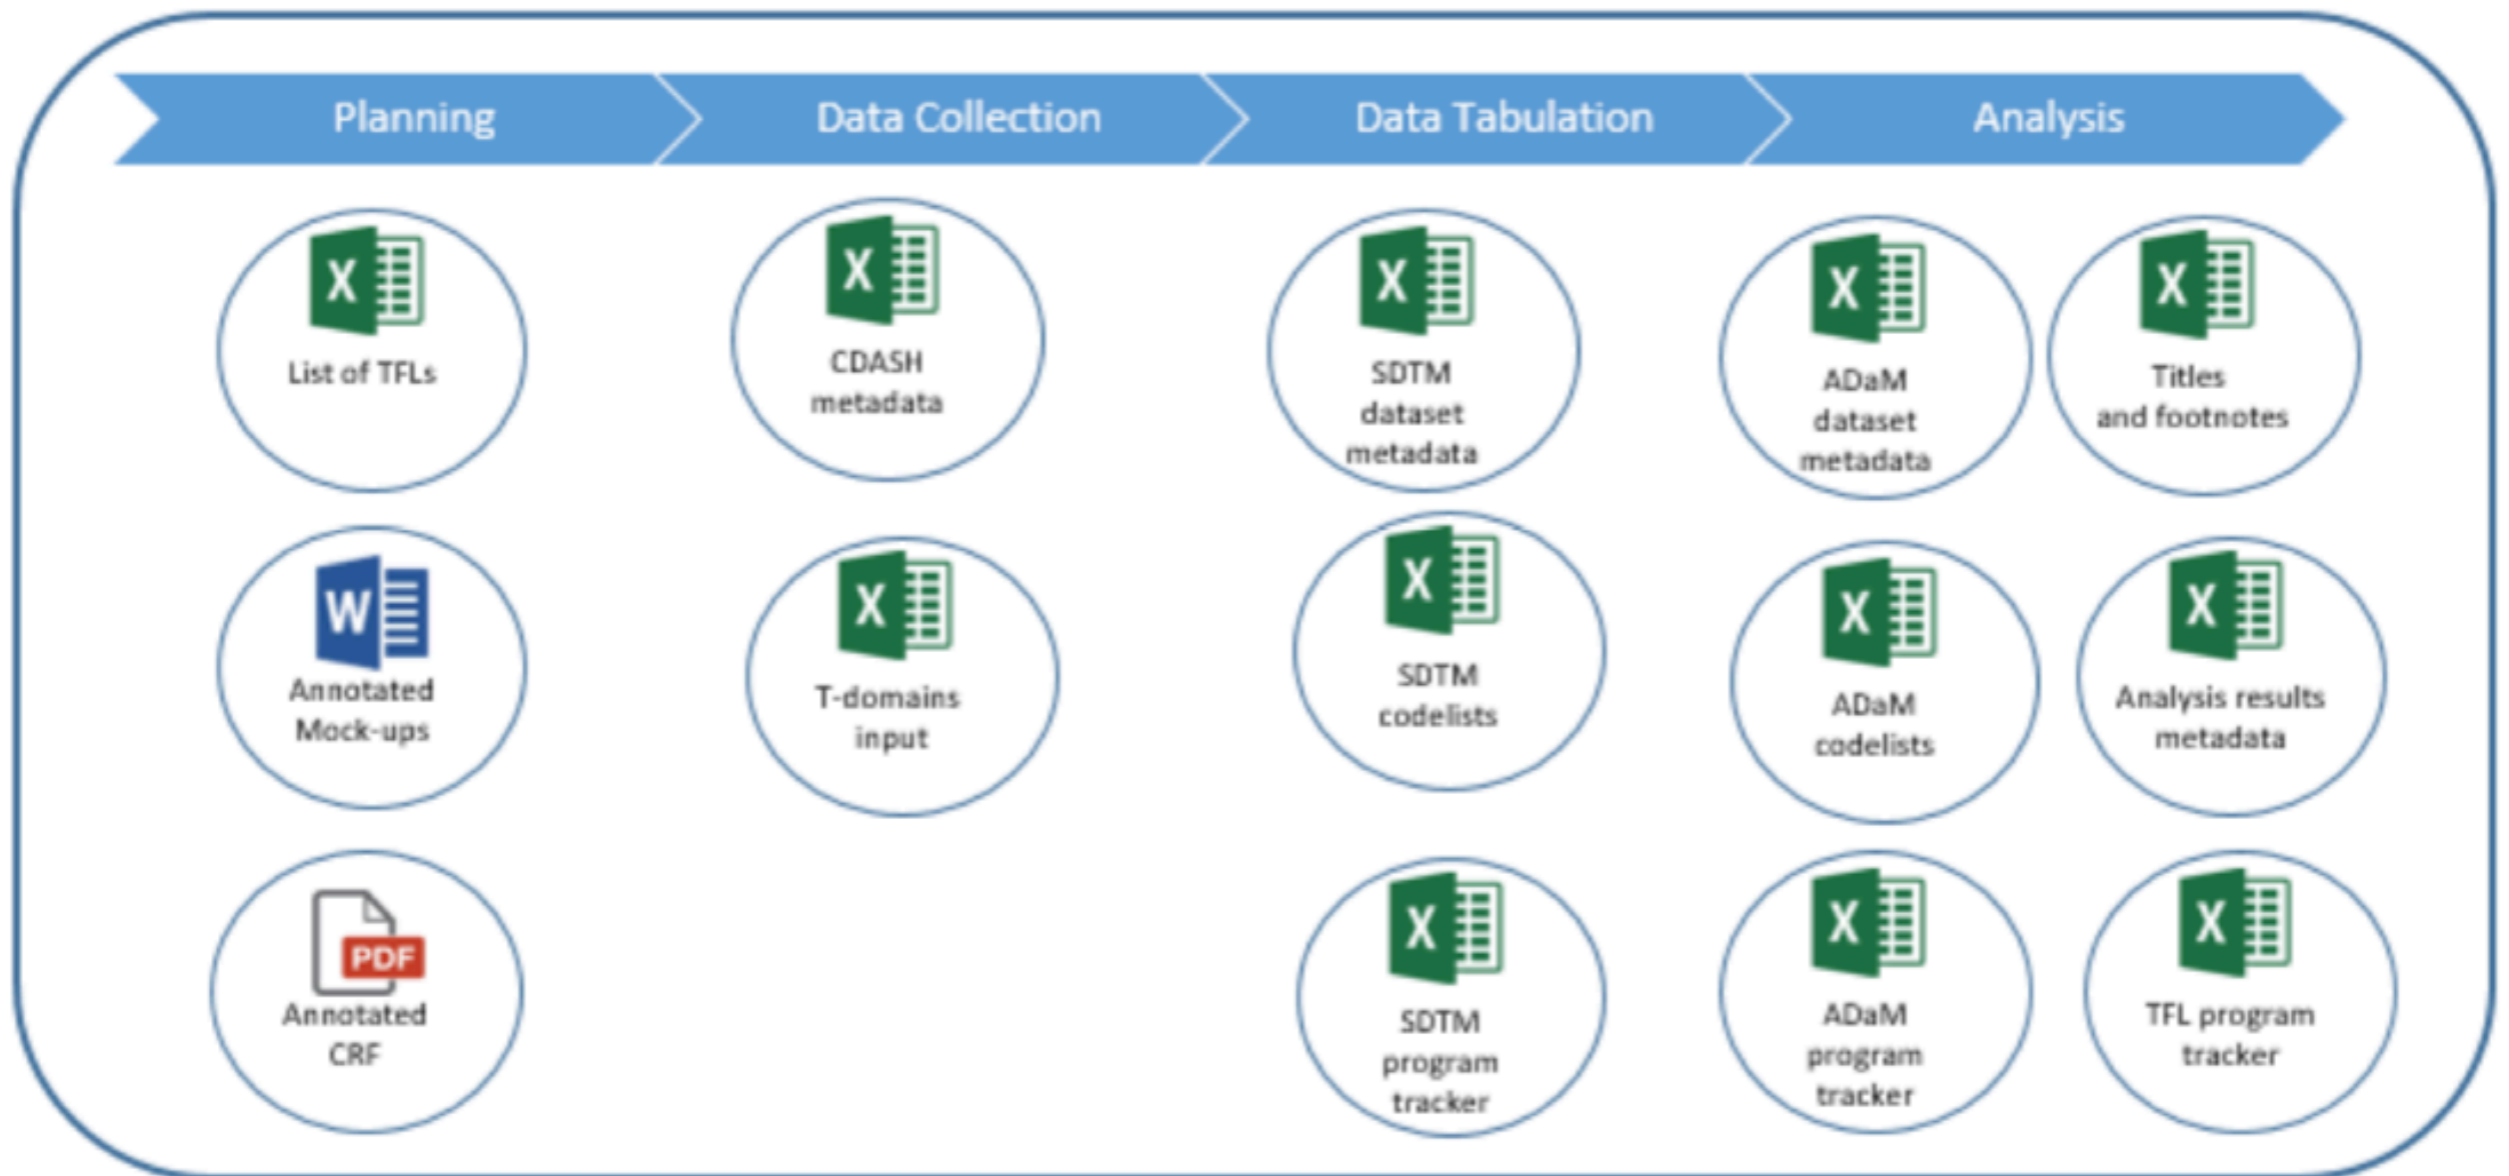 Planning
Data Collection
Data Tabulation
Analysis
X
List of TFLs
X
CDASH
metadata
X
SDTM
dataset
metadata
X
ADaM
dataset
metadata
X
Titles
and footnotes
W
Annotated
Mock-ups
X
T-domains
input
X
SDTM
codelists
X
ADaM
codelists
X
Analysis results
metadata
PDF
Annotated
CRF
X
SDTM
program
tracker
X
ADaM
program
tracker
X
TFL program
tracker